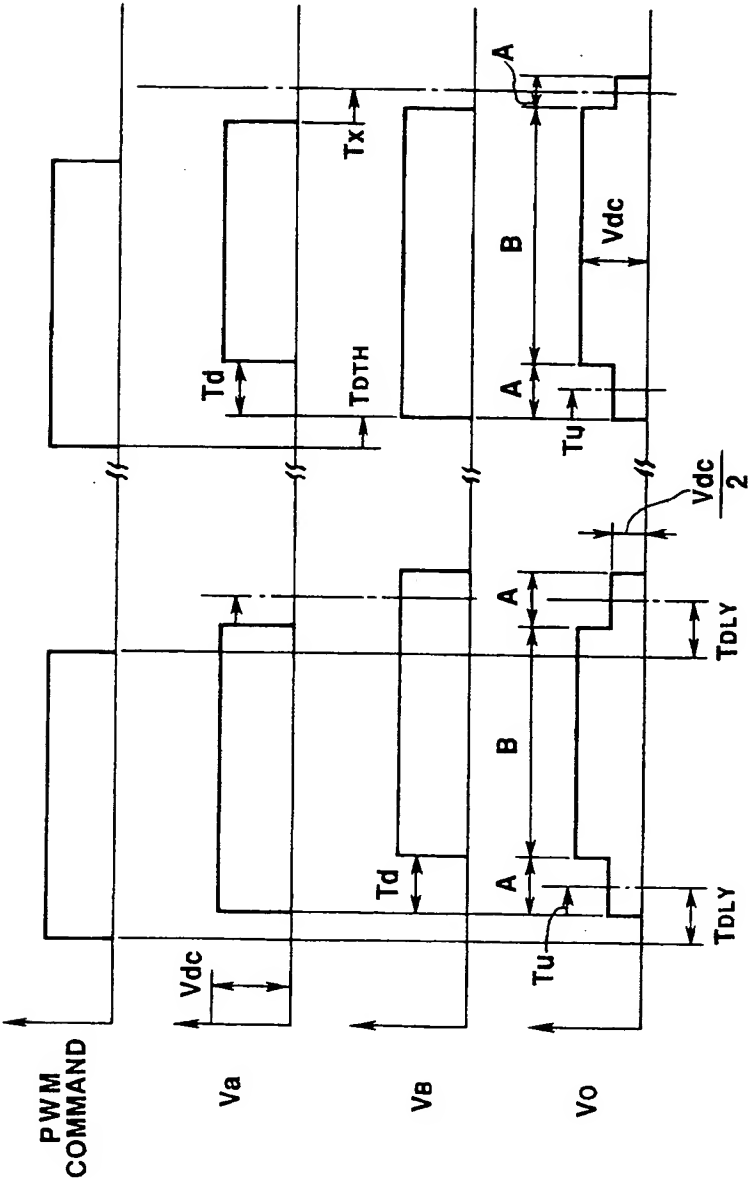 PWM
COMMAND
Va
Vdc
Td
TDTH
Tx
VB
Td
Vo
Tu
A
B
A
TDLY
TDLY
Vdc
2
Tu
A
B
A
Vdc